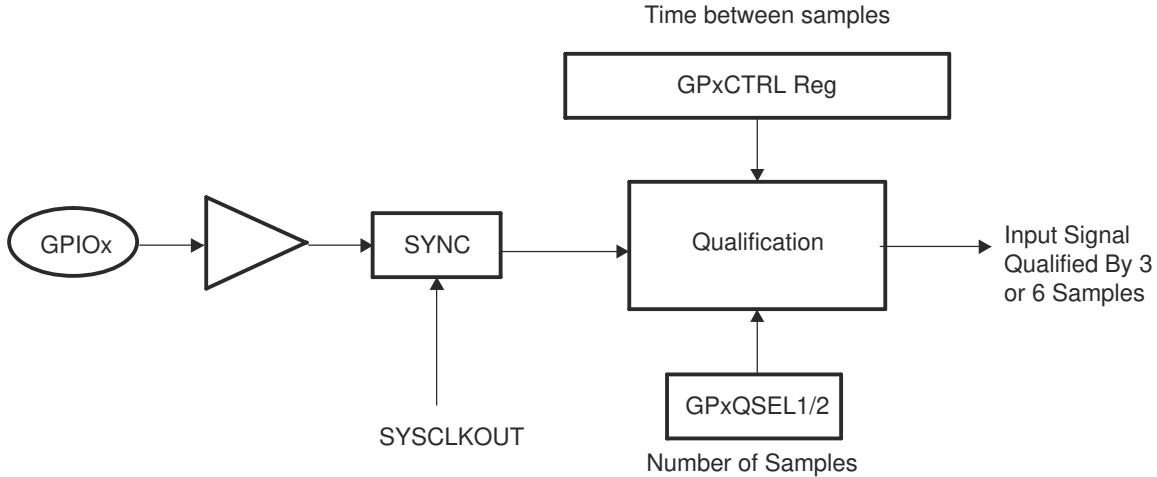 Time between samples
GPxCTRL Reg
GPIOx
SYNC
Qualification
Input Signal
Qualified By 3
or 6 Samples
GPxQSEL1/2
SYSCLKOUT
Number of Samples